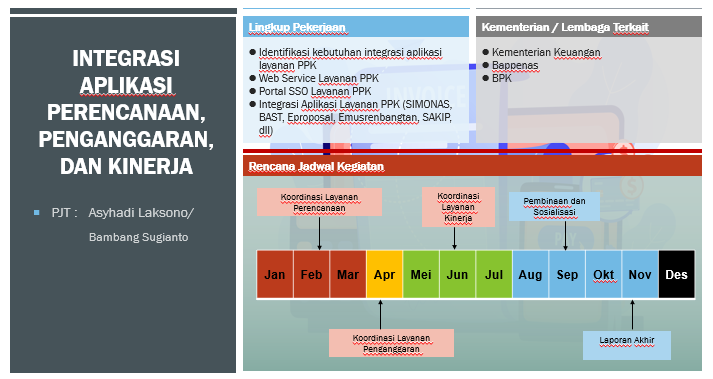 INTEGRASI
APLIKASI
PERENCANAAN,
PENGANGGARAN,
DAN KINERJA
PJT : Asyhadi Laksono/
Bambang Sugianto
Lingkup Pekerjaan
Identifikasi kebutuhan integrasi aplikasi
layanan PPK
Web Service Layanan PPK
Portal SSO Layanan PPK
Integrasi Aplikasi Layanan PPK (SIMONAS,
BAST, Eproposal, Emusrenbangtan, SAKIP,
dll)
Kementerian / Lembaga Terkait
Kementerian Keuangan
Bappenas
BPK
Rencana Jadwal Kegiatan
Koordinasi Layanan
Perencanaan
Koordinasi
Layanan
Kinerja
Pembinaan dan
Sosialisasi
Jan Feb Mar Apr Mei Jun Jul Aug Sep Okt Nov Des
Koordinasi Layanan
Penganggaran
Laporan Akhir